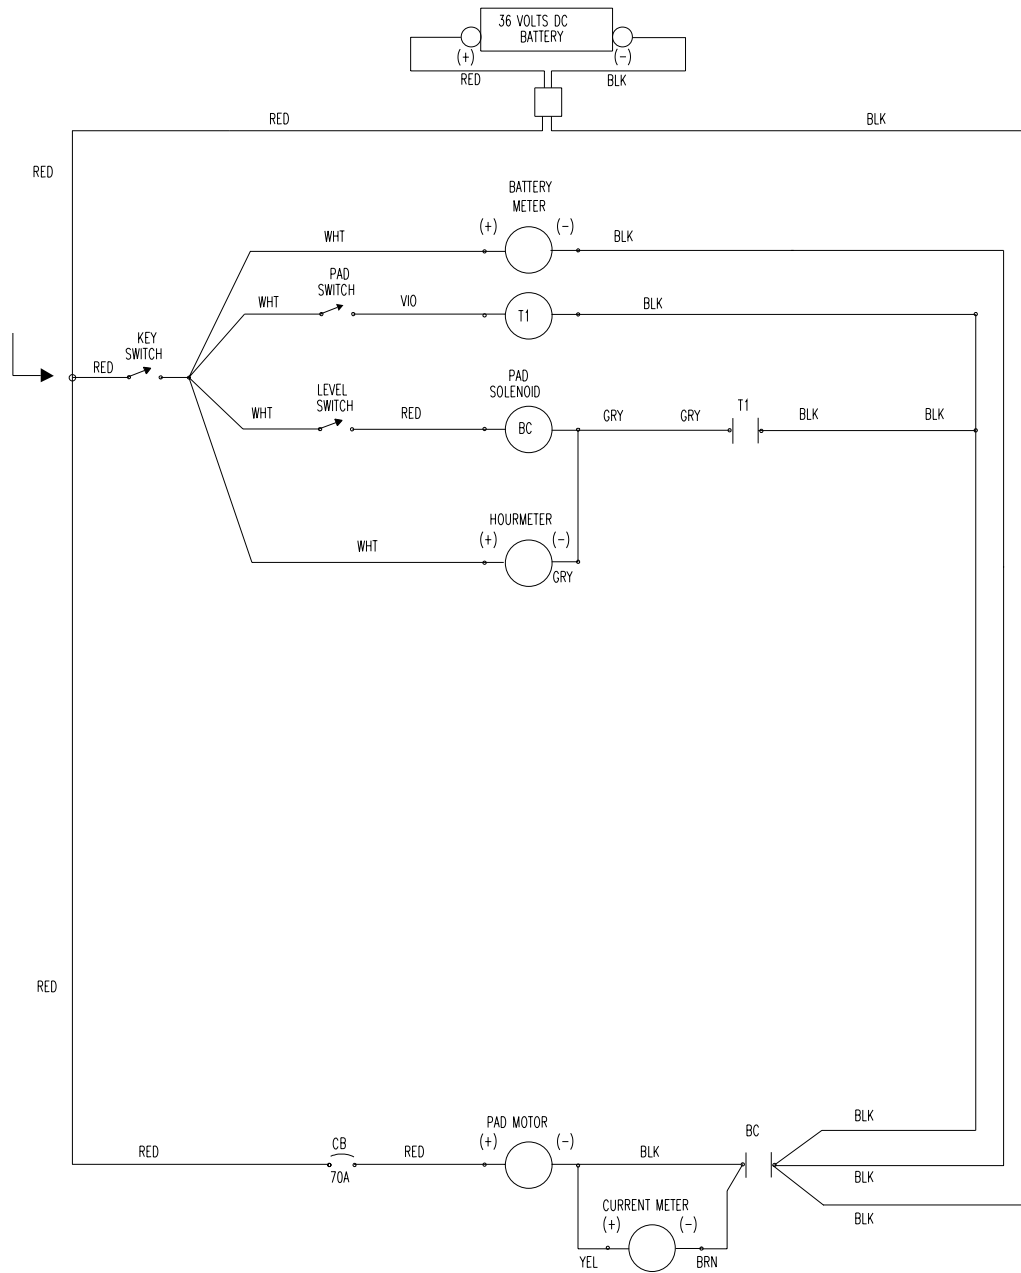 36 VOLTS DC
BATTERY
(+)
(-)
RED
BLK
RED
BLK
RED
BATTERY
METER
(+)
(-)
WHT
BLK
PAD
SWITCH
WHT
VIO
T1
BLK
KEY
SWITCH
RED
LEVEL
SWITCH
PAD
SOLENOID
WHT
RED
BC
GRY
GRY
T1
BLK
BLK
HOURMETER
(+)
(-)
WHT
GRY
RED
PAD MOTOR
(+)
(-)
RED
CB
70A
RED
BLK
BC
BLK
BLK
BLK
CURRENT METER
(+)
(-)
YEL
BRN